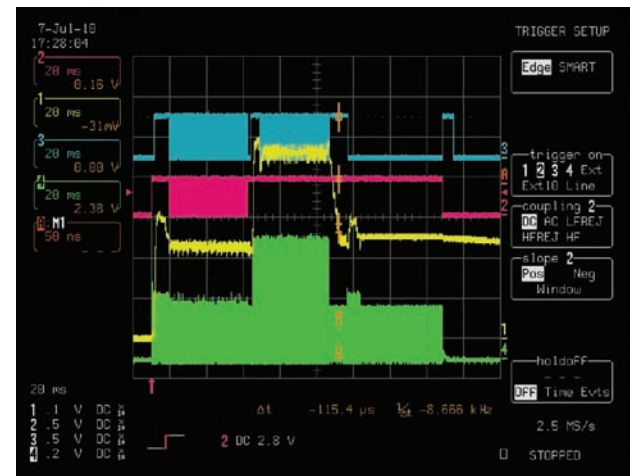 7-Jul-10
17:28:04
TRIGGER SETUP
2
20 ms
0.16 V
Edge SMART
1
20 ms
-31mV
3
20 ms
0.00 V
trigger on
1 2 3 4 Ext
Ext10 Line
4
20 ms
2.38 V
coupling 2
DC AC LFREJ
HFREJ HF
A:M1
50 ns
slope 2
Pos Neg
Window
3
A
2
1
4
holdoff
OFF Time Evts
20 ms
1 .1 V DC
2 .5 V DC
3 .5 V DC
4 .2 V DC
Δt -115.4 µs 1/Δt -8.666 kHz
2 DC 2.8 V
2.5 MS/s
STOPPED